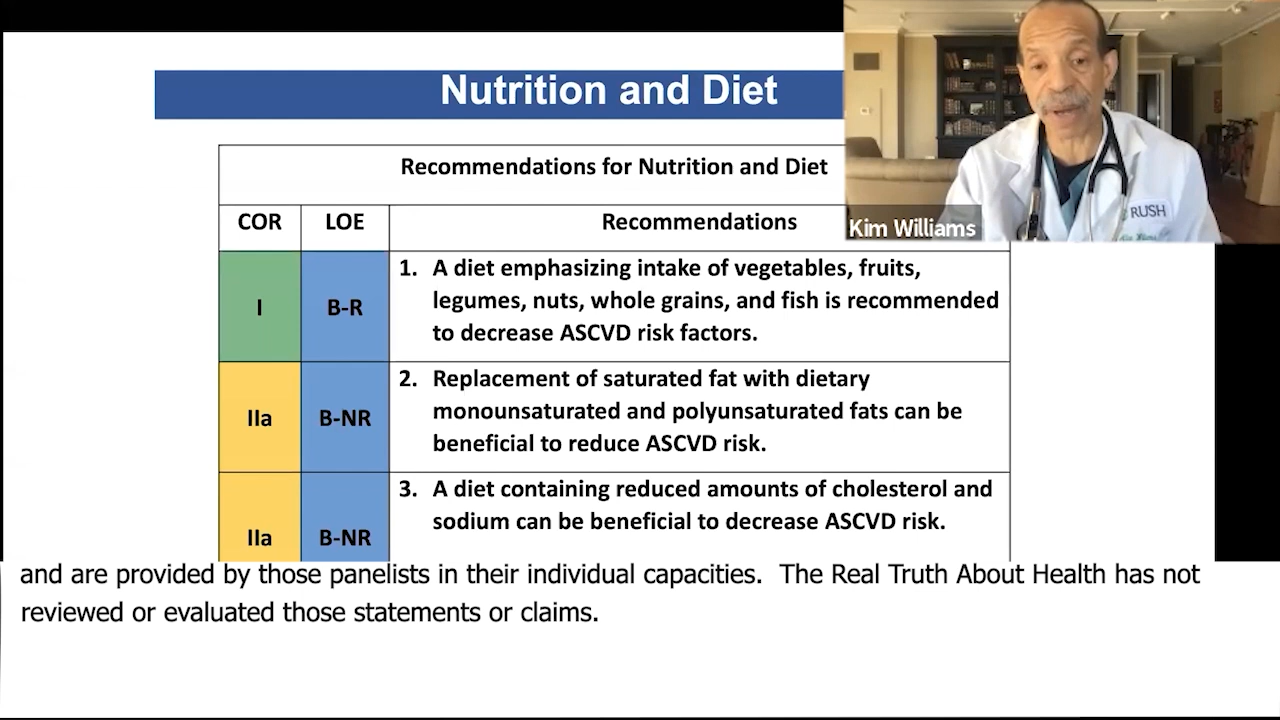 Nutrition and Diet
Recommendations for Nutrition and Diet
COR
LOE
Recommendations
I
B-R
1. A diet emphasizing intake of vegetables, fruits,
legumes, nuts, whole grains, and fish is recommended
to decrease ASCVD risk factors.
IIa
B-NR
2. Replacement of saturated fat with dietary
monounsaturated and polyunsaturated fats can be
beneficial to reduce ASCVD risk.
IIa
B-NR
3. A diet containing reduced amounts of cholesterol and
sodium can be beneficial to decrease ASCVD risk.
Kim Williams
RUSH
and are provided by those panelists in their individual capacities. The Real Truth About Health has not
reviewed or evaluated those statements or claims.